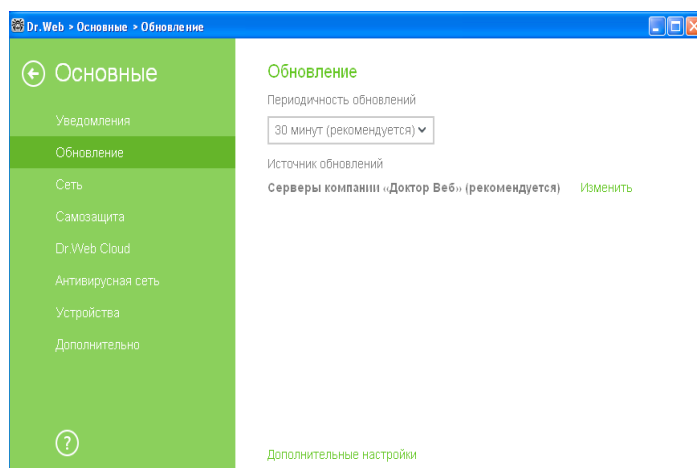 Dr.Web > Основные > Обновление
Основные
Уведомления
Обновление
Сеть
Самозащита
Dr.Web Cloud
Антивирусная сеть
Устройства
Дополнительно
?
Обновление
Периодичность обновлений
30 минут (рекомендуется)
Источник обновлений
Серверы компании «Доктор Веб» (рекомендуется) Изменить
Дополнительные настройки